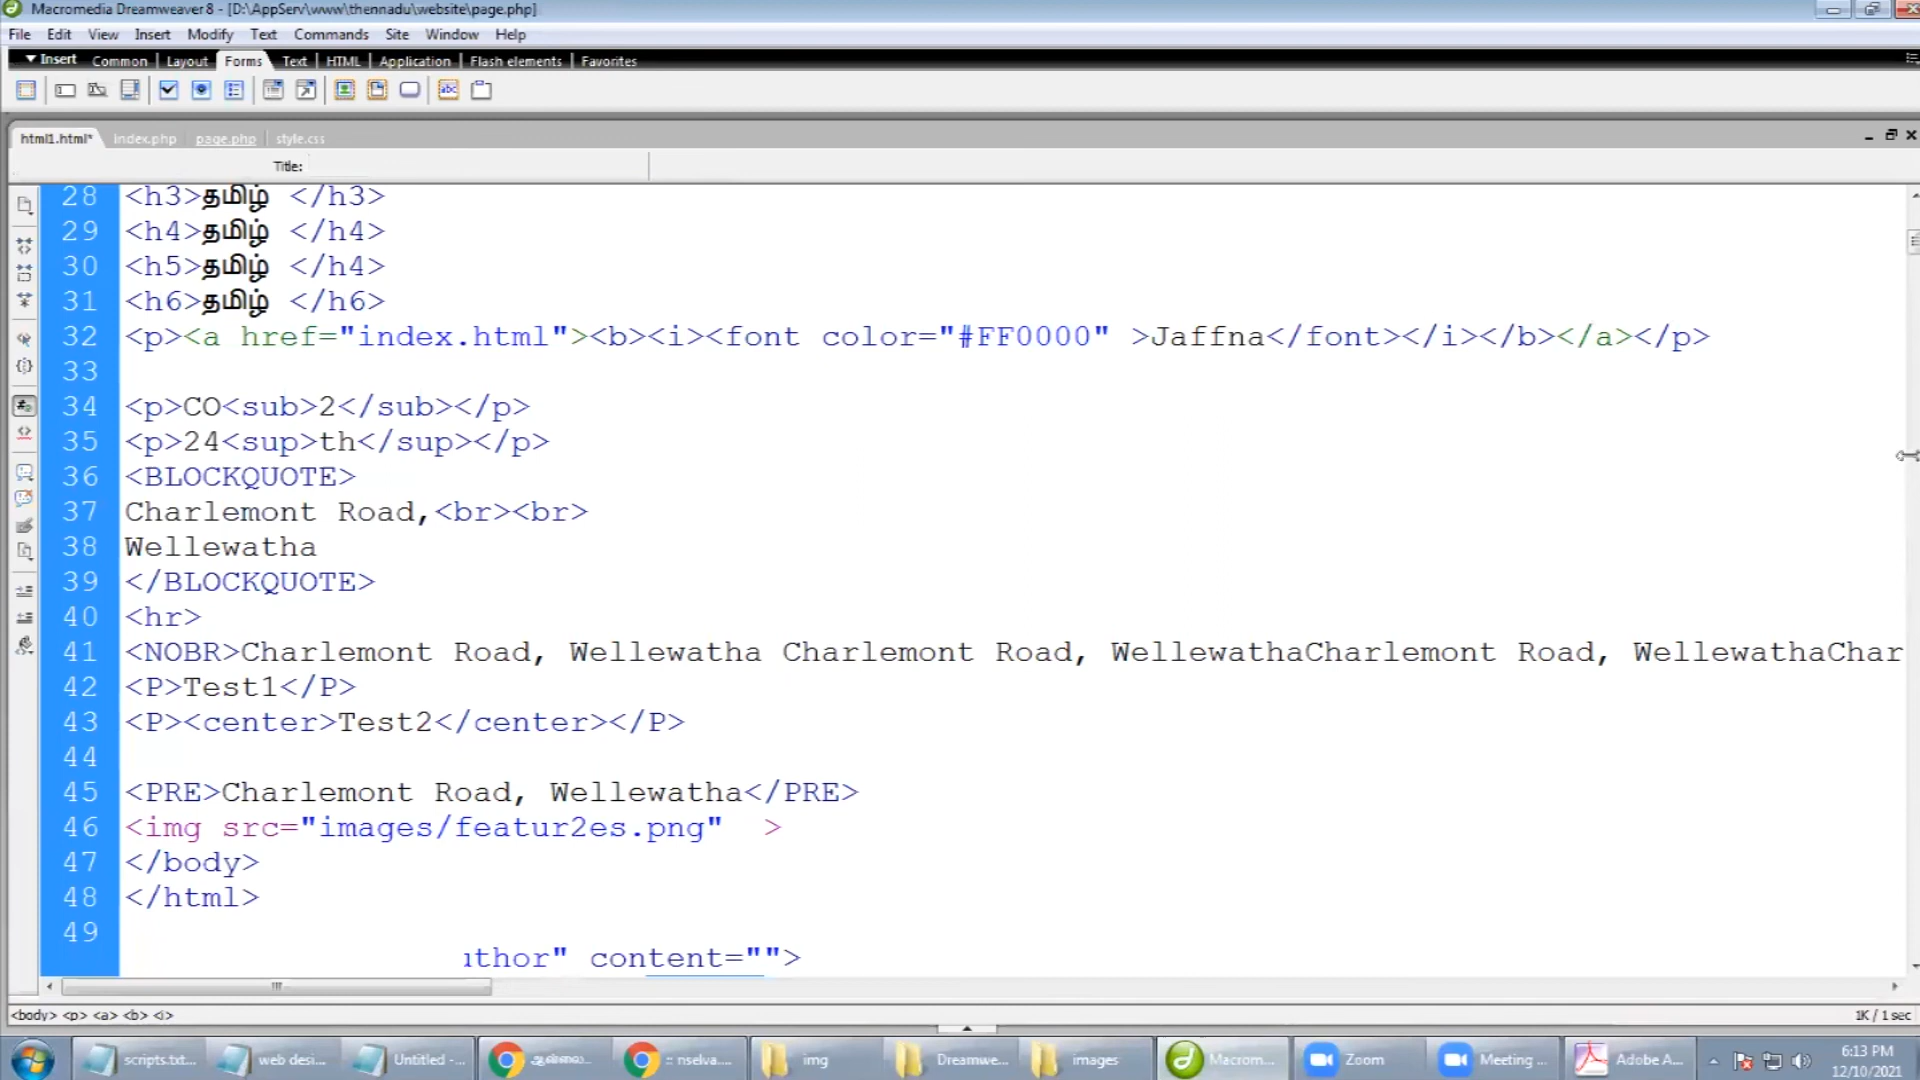 Macromedia Dreamweaver 8 - [D:\AppServ\www\thennadu\website\page.php]
File Edit View Insert Modify Text Commands Site Window Help
▼ Insert Common Layout Forms Text HTML Application Flash elements Favorites
html1.html* index.php page.php style.css
Title:
28 <h3>தமிழ் </h3>
29 <h4>தமிழ் </h4>
30 <h5>தமிழ் </h4>
31 <h6>தமிழ் </h6>
32 <p><a href="index.html"><b><i><font color="#FF0000" >Jaffna</font></i></b></a></p>
33
34 <p>CO<sub>2</sub></p>
35 <p>24<sup>th</sup></p>
36 <BLOCKQUOTE>
37 Charlemont Road,<br><br>
38 Wellewatha
39 </BLOCKQUOTE>
40 <hr>
41 <NOBR>Charlemont Road, Wellewatha Charlemont Road, WellewathaCharlemont Road, WellewathaChar
42 <P>Test1</P>
43 <P><center>Test2</center></P>
44
45 <PRE>Charlemont Road, Wellewatha</PRE>
46 <img src="images/featur2es.png" >
47 </body>
48 </html>
49
uthor" content="">
<body> <p> <a> <b> <i>
1K / 1 sec
scripts.txt... web desi... Untitled -... :: nselva... img Dreamwe... images Macrom... Zoom Meeting ... Adobe A...
6:13 PM
12/10/2021